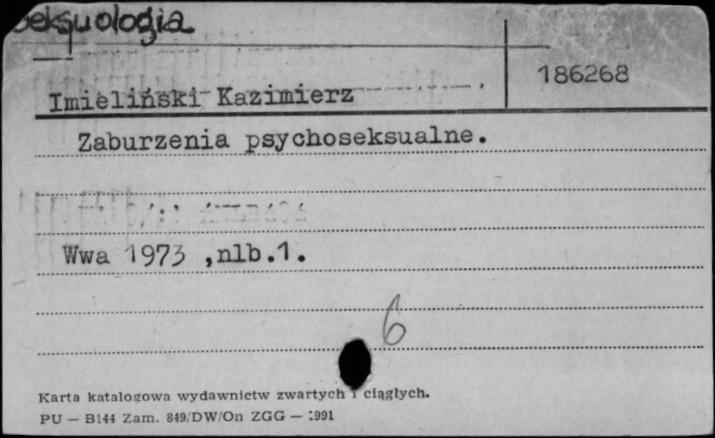 seksuologia
186268
Imieliński Kazimierz
Zaburzenia psychoseksualne.
Wwa 1973 ,nlb.1.
6
Karta katalogowa wydawnictw zwartych i ciągłych.
PU — B144 Zam. 849/DW/On ZGG — 1991